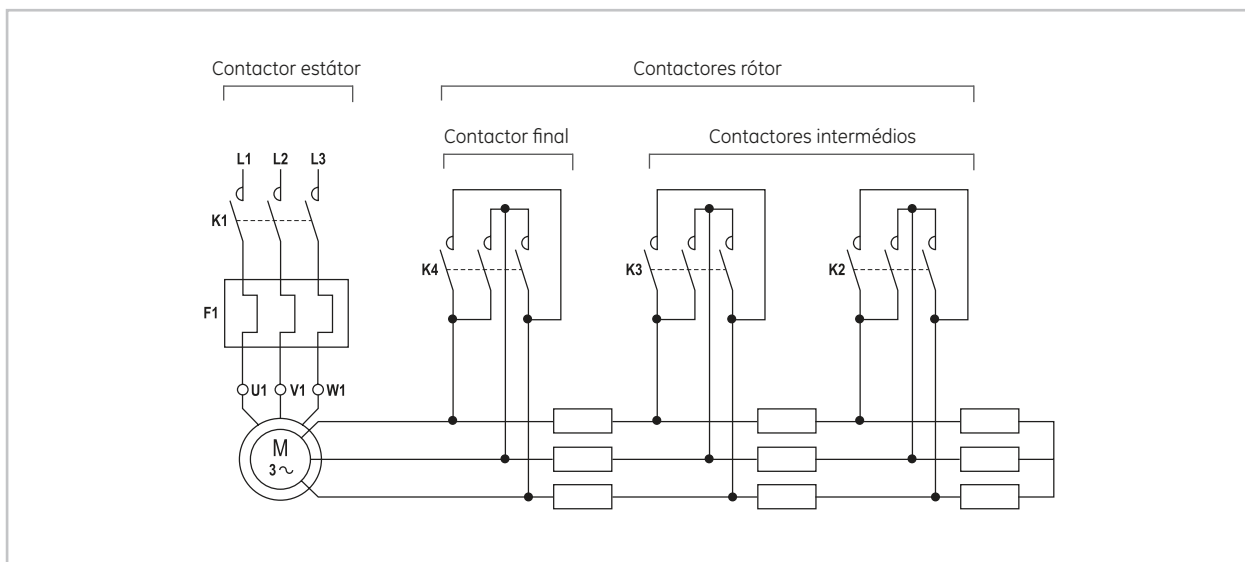 Contactor estátor
Contactores rótor
Contactor final
Contactores intermédios
L1 L2 L3
K1
K4
K3
K2
F1
U1 V1 W1
M
3~